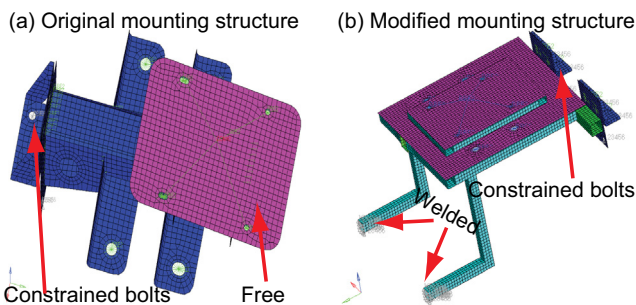 (a) Original mounting structure
(b) Modified mounting structure
Constrained bolts
Welded
Constrained bolts
Free